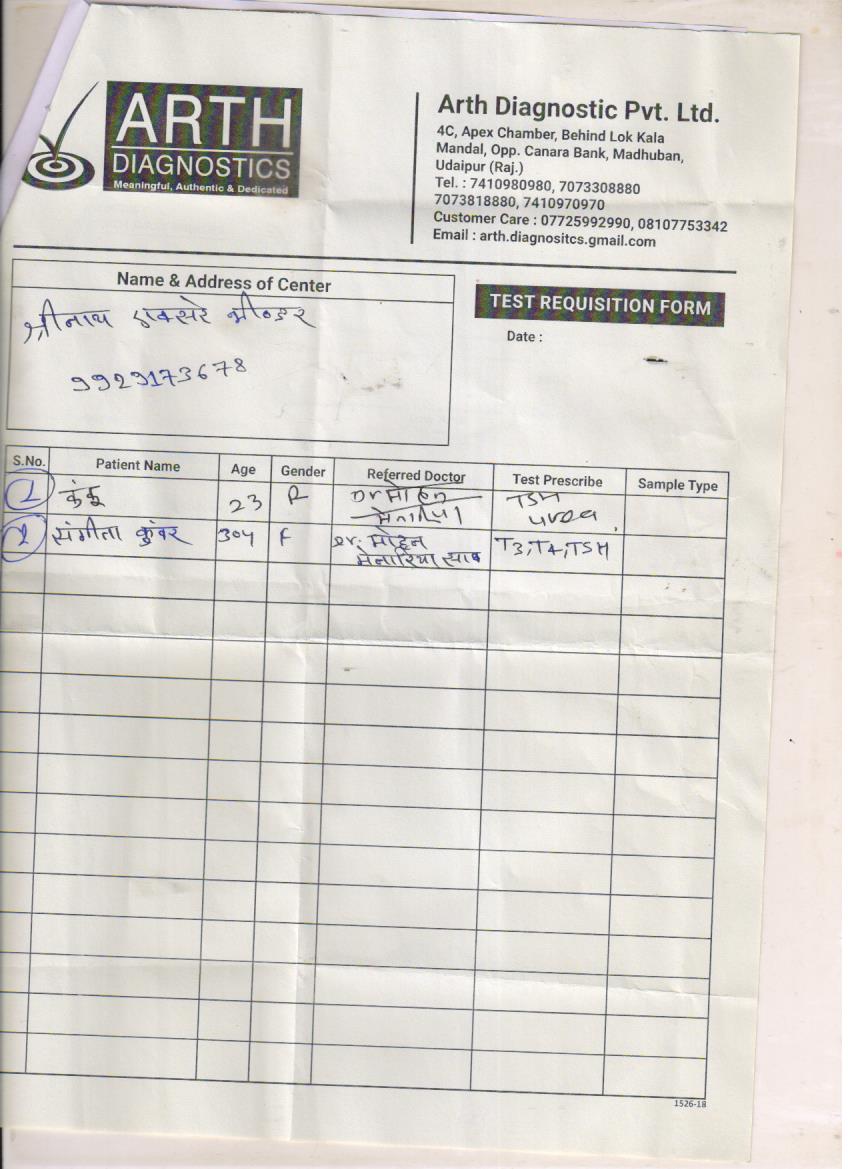 ARTH
DIAGNOSTICS
Meaningful, Authentic & Dedicated
Arth Diagnostic Pvt. Ltd.
4C, Apex Chamber, Behind Lok Kala
Mandal, Opp. Canara Bank, Madhuban,
Udaipur (Raj.)
Tel. : 7410980980, 7073308880
7073818880, 7410970970
Customer Care : 07725992990, 08107753342
Email : arth.diagnositcs.gmail.com
Name & Address of Center
श्रीनाथ एक्सरे भीण्डर
9929173678
TEST REQUISITION FORM
Date :
S.No. Patient Name Age Gender Referred Doctor Test Prescribe Sample Type
1 कुंकू 23 Dr मोहन TSH
मेनारिया urea,
2 संगीता कुंवर 30y F Dr. मोहन T3,T4,TSH
मेनारिया साब
1526-18